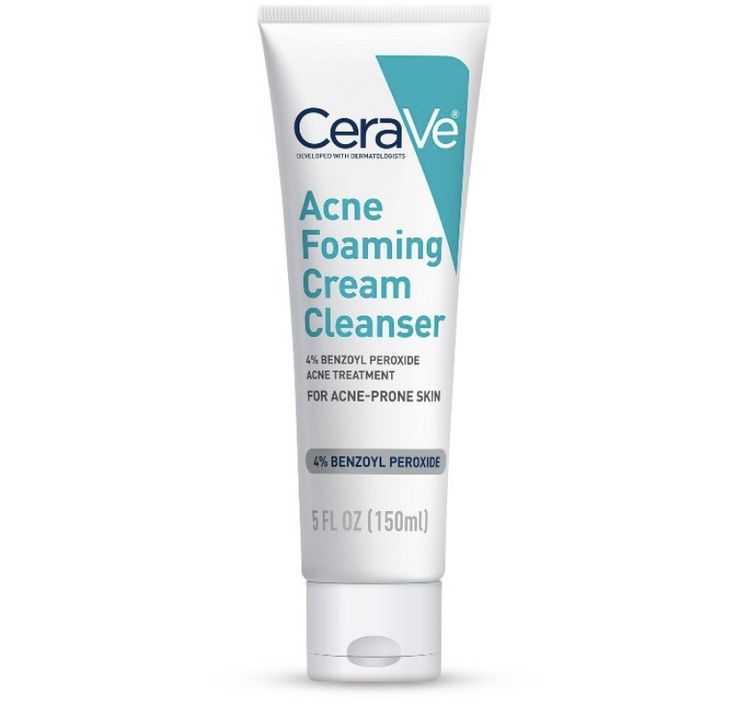 CeraVe®
DEVELOPED WITH DERMATOLOGISTS
Acne
Foaming
Cream
Cleanser
4% BENZOYL PEROXIDE
ACNE TREATMENT
FOR ACNE-PRONE SKIN
4% BENZOYL PEROXIDE
5 FL OZ (150ml)